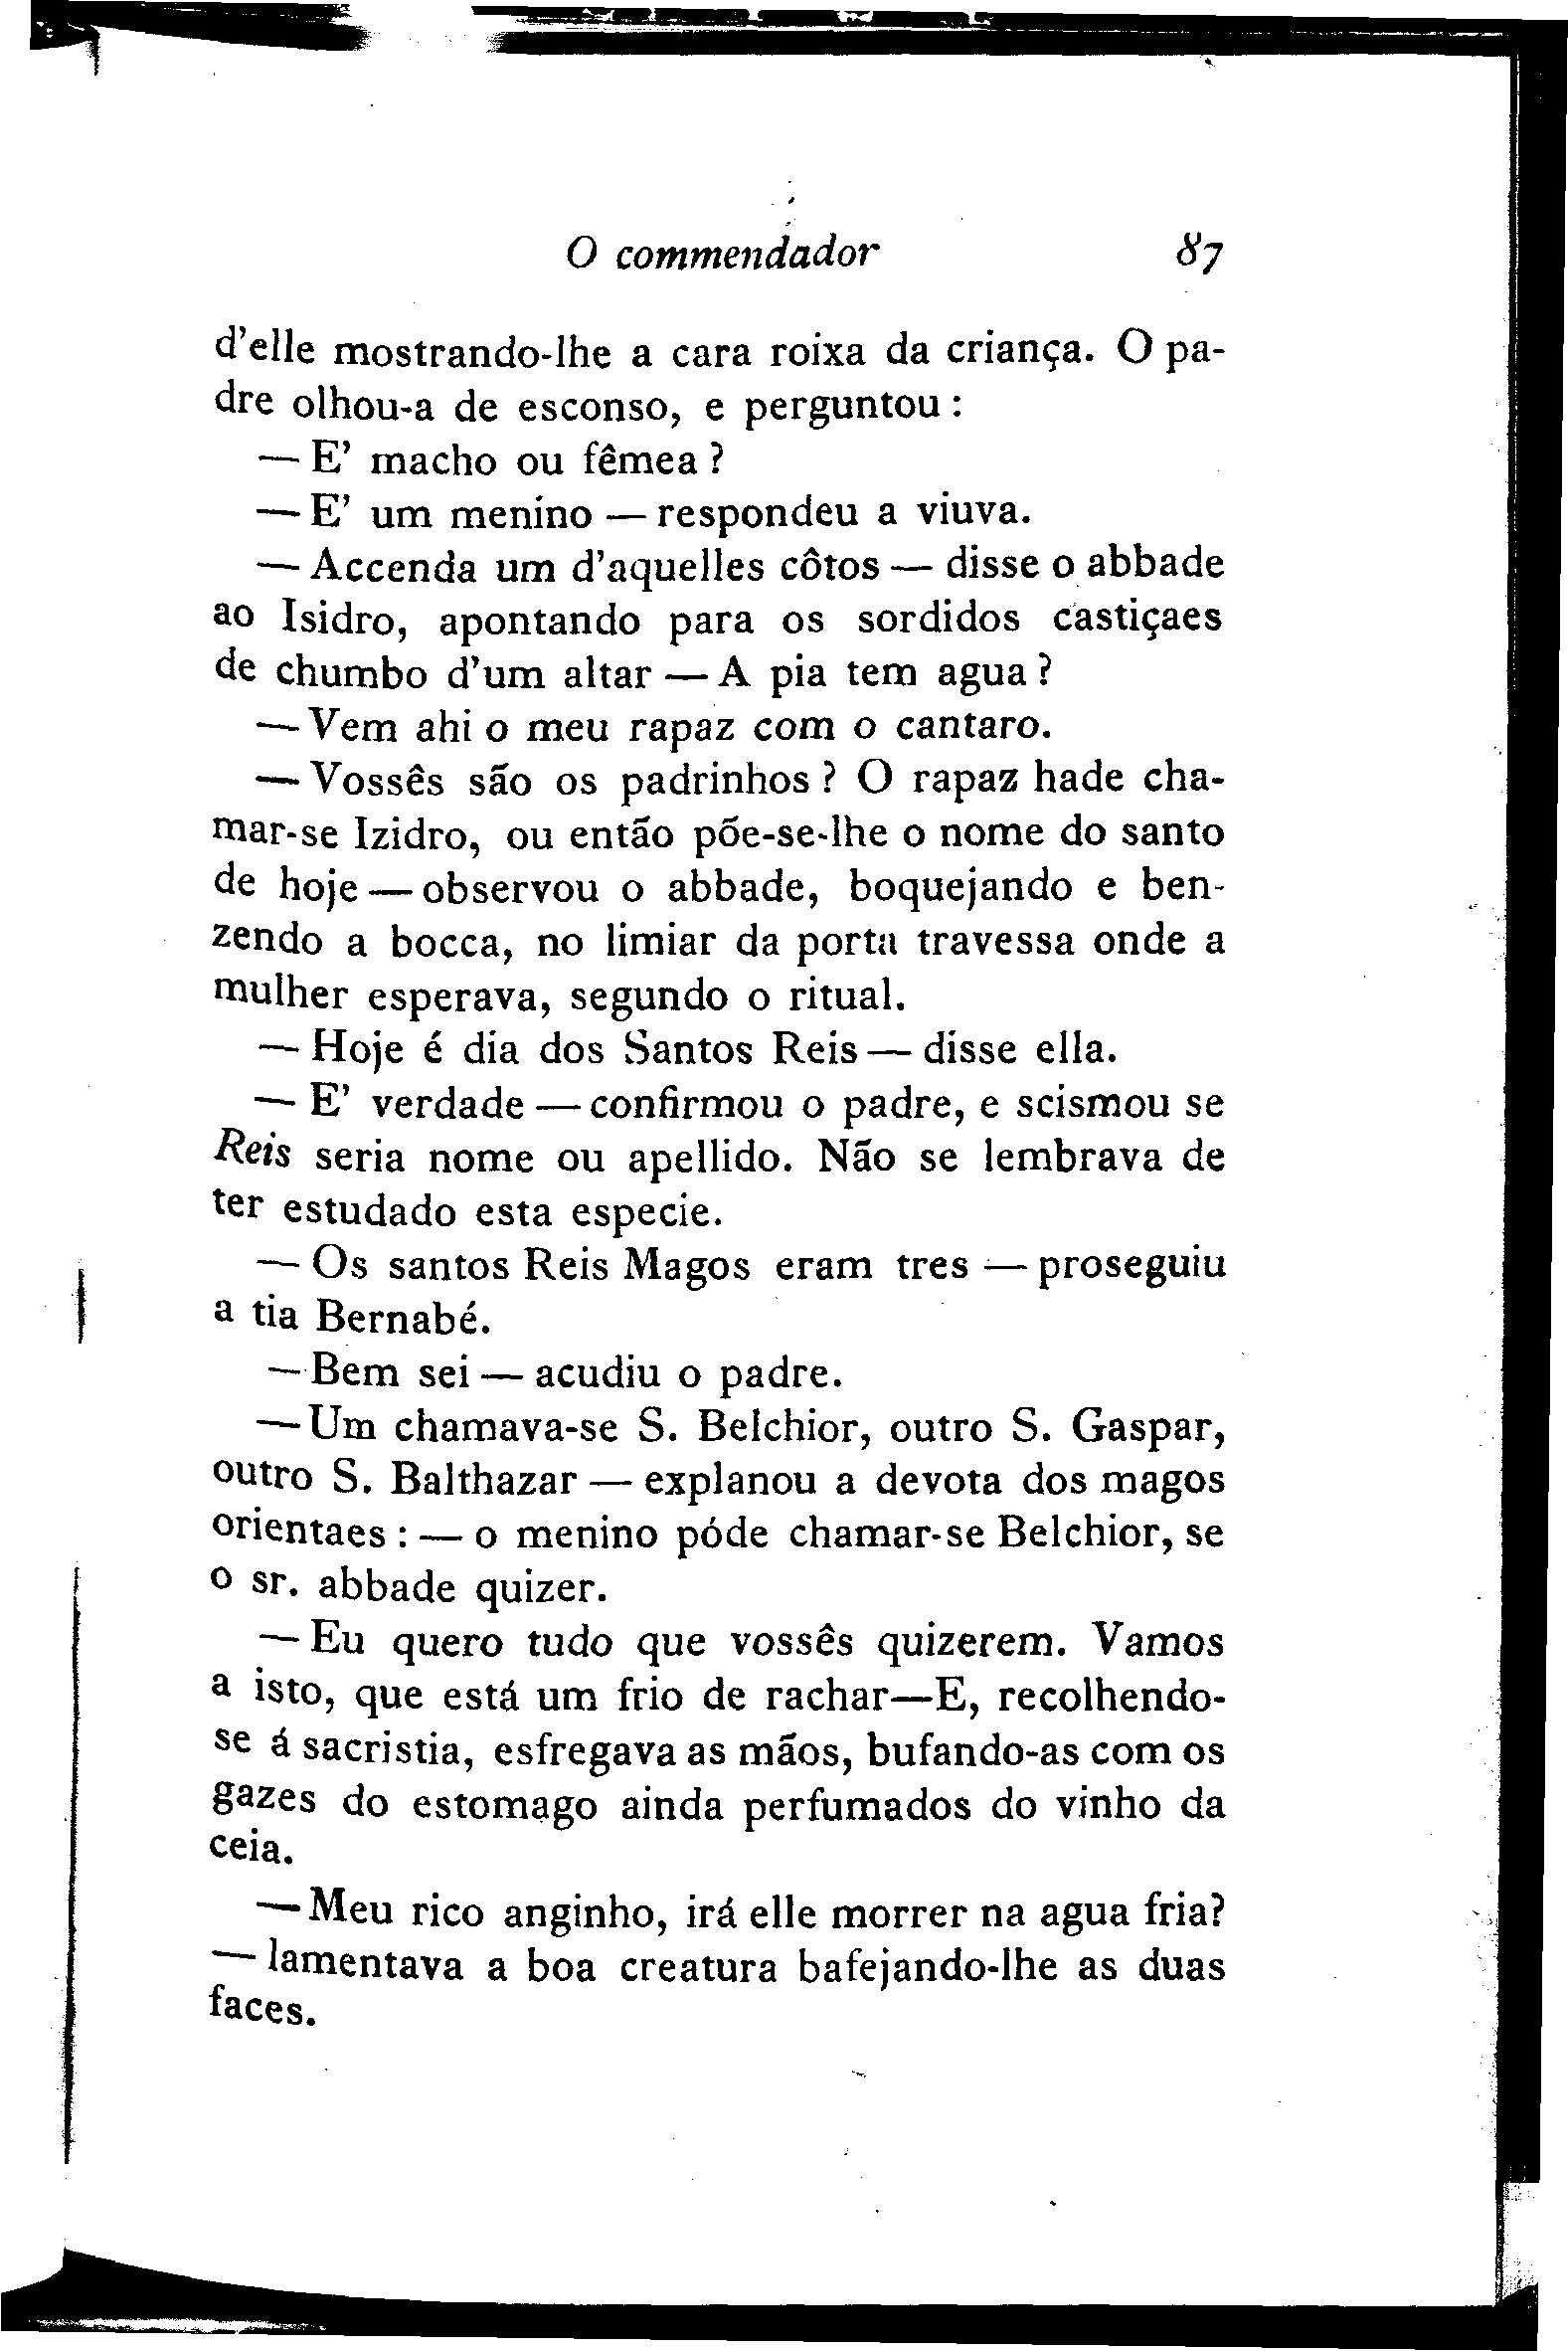 O commendador 87
d'elle mostrando-lhe a cara roixa da criança. O pa-
dre olhou-a de esconso, e perguntou :
— E' macho ou fêmea ?
— E' um menino — respondeu a viuva.
— Accenda um d'aquelles côtos — disse o abbade
ao Isidro, apontando para os sordidos castiçaes
de chumbo d'um altar — A pia tem agua ?
— Vem ahi o meu rapaz com o cantaro.
— Vossês são os padrinhos ? O rapaz hade cha-
mar-se Izidro, ou então põe-se-lhe o nome do santo
de hoje — observou o abbade, boquejando e ben-
zendo a bocca, no limiar da porta travessa onde a
mulher esperava, segundo o ritual.
— Hoje é dia dos Santos Reis — disse ella.
— E' verdade — confirmou o padre, e scismou se
Reis seria nome ou apellido. Não se lembrava de
ter estudado esta especie.
— Os santos Reis Magos eram tres — proseguiu
a tia Bernabé.
— Bem sei — acudiu o padre.
— Um chamava-se S. Belchior, outro S. Gaspar,
outro S. Balthazar — explanou a devota dos magos
orientaes : — o menino póde chamar-se Belchior, se
o sr. abbade quizer.
— Eu quero tudo que vossês quizerem. Vamos
a isto, que está um frio de rachar—E, recolhendo-
se á sacristia, esfregava as mãos, bufando-as com os
gazes do estomago ainda perfumados do vinho da
ceia.
— Meu rico anginho, irá elle morrer na agua fria?
— lamentava a boa creatura bafejando-lhe as duas
faces.